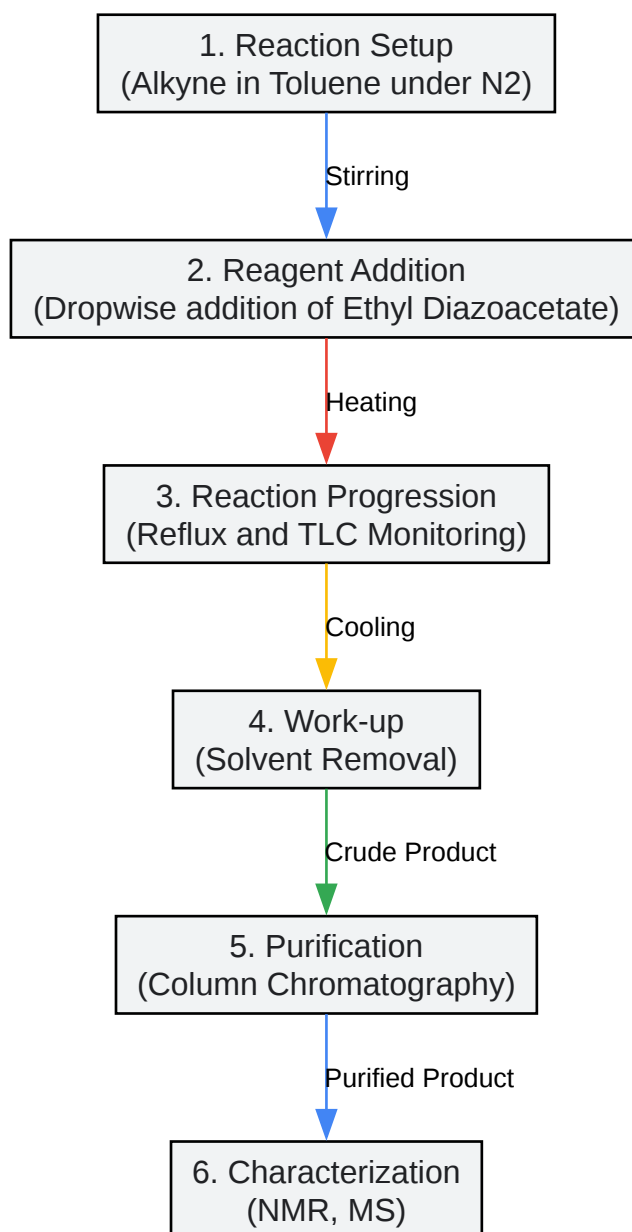 1. Reaction Setup
(Alkyne in Toluene under N2)
Stirring
2. Reagent Addition
(Dropwise addition of Ethyl Diazoacetate)
Heating
3. Reaction Progression
(Reflux and TLC Monitoring)
Cooling
4. Work-up
(Solvent Removal)
Crude Product
5. Purification
(Column Chromatography)
Purified Product
6. Characterization
(NMR, MS)